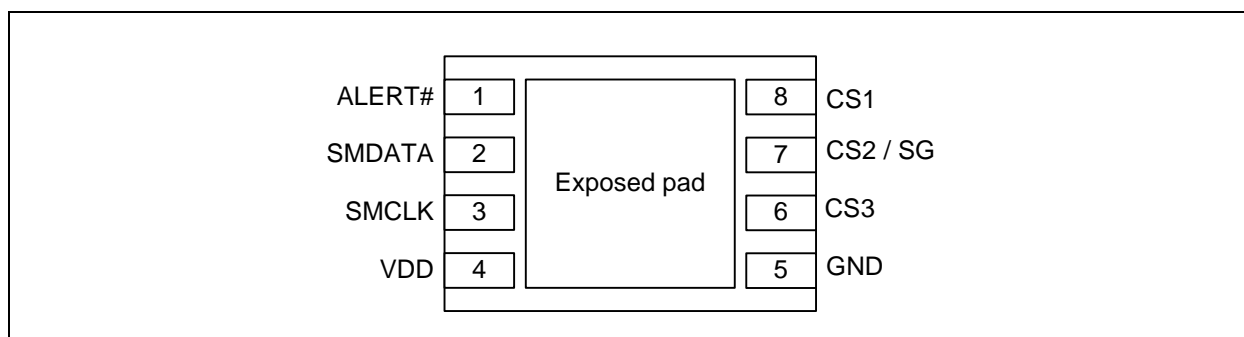 ALERT# 1 8 CS1
SMDATA 2 7 CS2 / SG
Exposed pad
SMCLK 3 6 CS3
VDD 4 5 GND